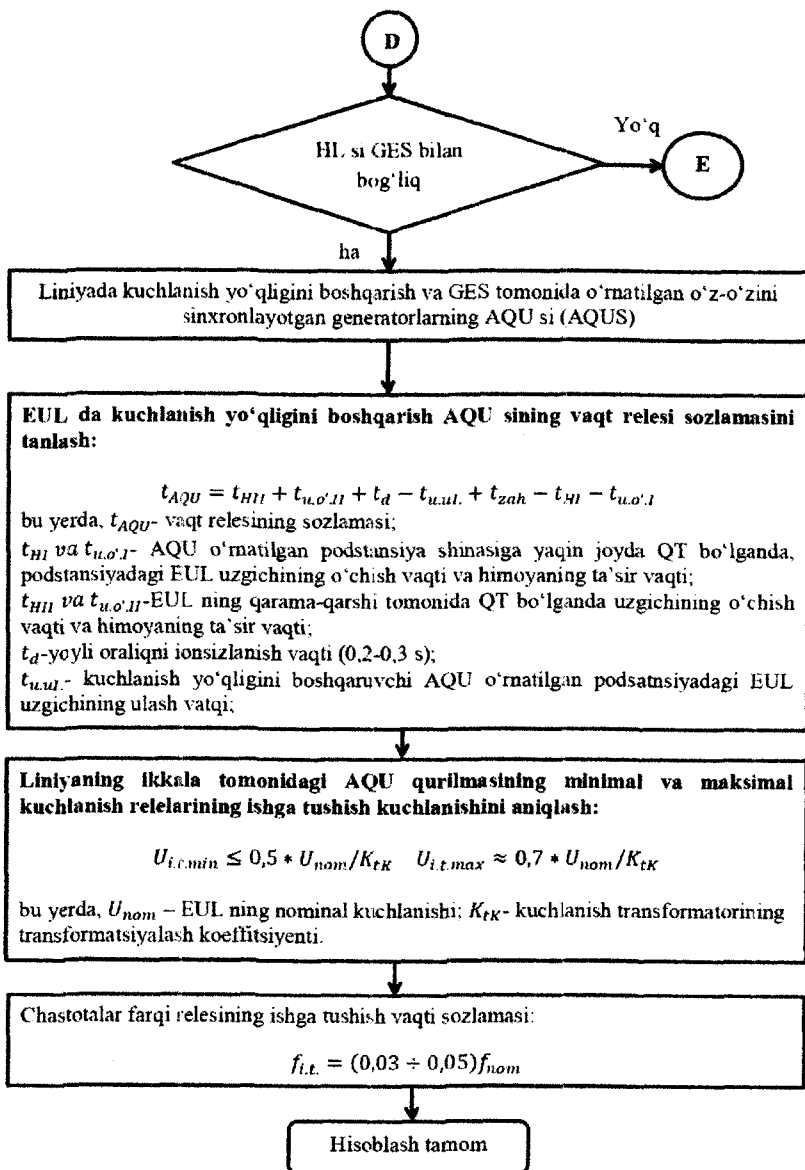 D
HL si GES bilan
bog‘liq
Yo‘q
E
ha
Liniyada kuchlanish yo‘qligini boshqarish va GES tomonida o‘rnatilgan o‘z-o‘zini
sinxronlayotgan generatorlarning AQU si (AQUS)
EUL da kuchlanish yo‘qligini boshqarish AQU sining vaqt relesi sozlamasini
tanlash:
t_{AQU} = t_{HII} + t_{u.o'.II} + t_{d} − t_{u.ul.} + t_{zah} − t_{HI} − t_{u.o'.I}
bu yerda, t_{AQU}- vaqt relesining sozlamasi;
t_{HI} va t_{u.o'.I}- AQU o‘rnatilgan podstansiya shinasiga yaqin joyda QT bo‘lganda,
podstansiyadagi EUL uzgichining o‘chish vaqti va himoyaning ta’sir vaqti;
t_{HII} va t_{u.o'.II}-EUL ning qarama-qarshi tomonida QT bo‘lganda uzgichining o‘chish
vaqti va himoyaning ta’sir vaqti;
t_{d}-yoyli oraliqni ionsizlanish vaqti (0,2-0,3 s);
t_{u.ul.}- kuchlanish yo‘qligini boshqaruvchi AQU o‘rnatilgan podsatnsiyadagi EUL
uzgichining ulash vatqi;
Liniyaning ikkala tomonidagi AQU qurilmasining minimal va maksimal
kuchlanish relelarining ishga tushish kuchlanishini aniqlash:
U_{i.t.min} ≤ 0,5 * U_{nom}/K_{tK} U_{i.t.max} ≈ 0,7 * U_{nom}/K_{tK}
bu yerda, U_{nom} – EUL ning nominal kuchlanishi; K_{tK}- kuchlanish transformatorining
transformatsiyalash koeffitsiyenti.
Chastotalar farqi relesining ishga tushish vaqti sozlamasi:
f_{i.t.} = (0,03 ÷ 0,05)f_{nom}
Hisoblash tamom